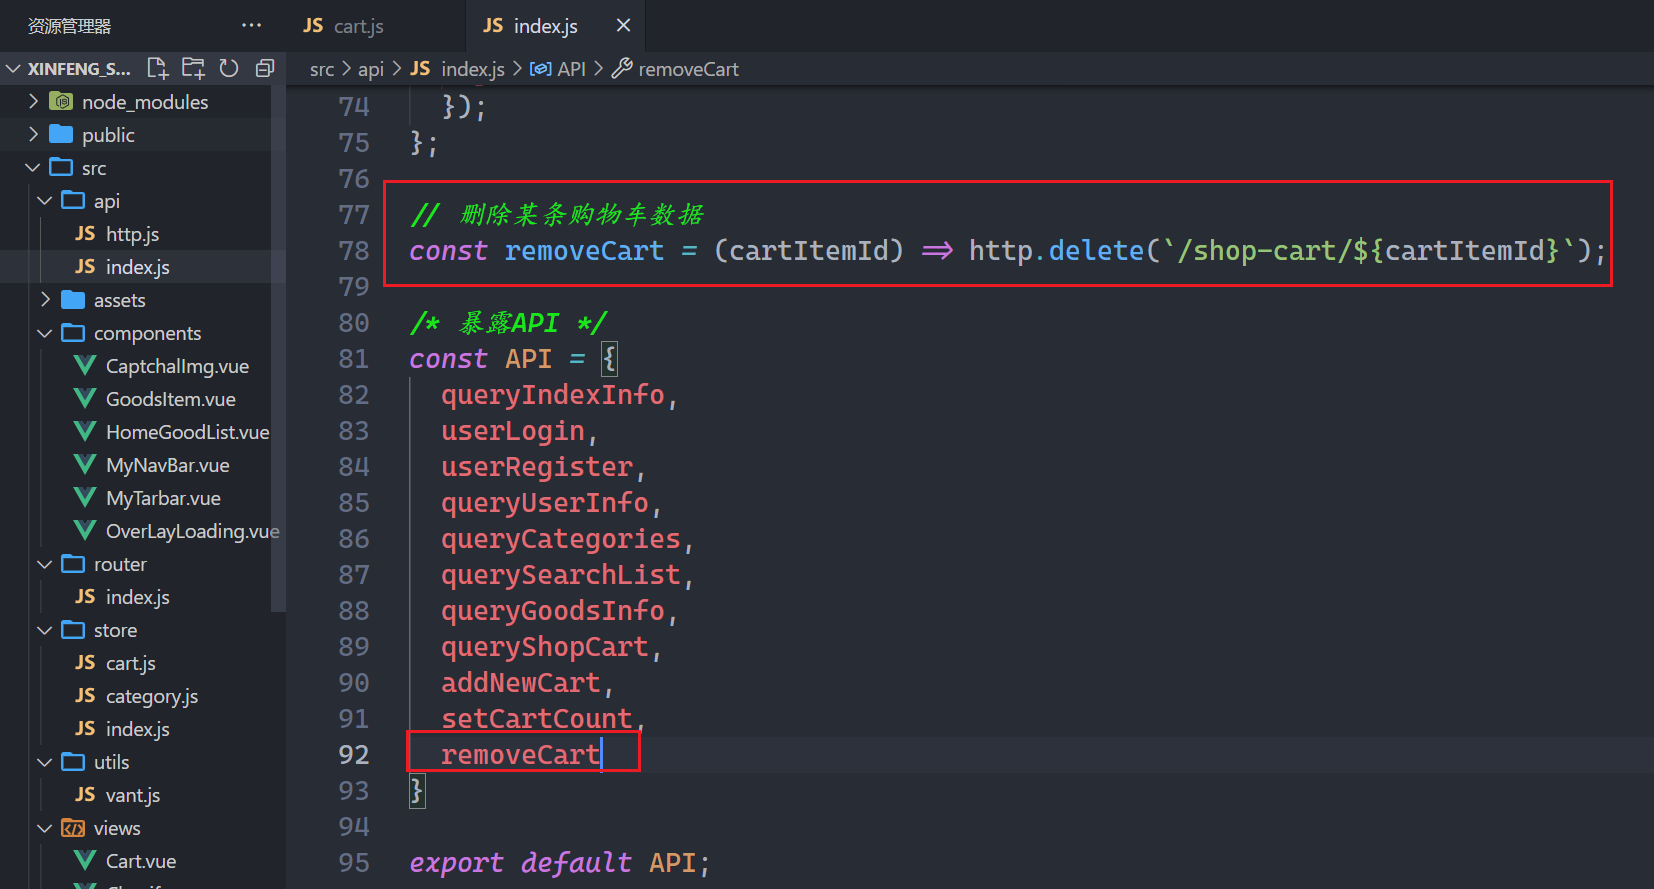 资源管理器
XINFENG_S...
node_modules
public
src
api
JS http.js
JS index.js
assets
components
CaptchaImg.vue
GoodsItem.vue
HomeGoodList.vue
MyNavBar.vue
MyTarbar.vue
OverLayLoading.vue
router
JS index.js
store
JS cart.js
JS category.js
JS index.js
utils
JS vant.js
views
Cart.vue
JS cart.js
JS index.js
src > api > JS index.js > API > removeCart
74 });
75 };
76
77 // 删除某条购物车数据
78 const removeCart = (cartItemId) => http.delete(`/shop-cart/${cartItemId}`);
79
80 /* 暴露API */
81 const API = {
82 queryIndexInfo,
83 userLogin,
84 userRegister,
85 queryUserInfo,
86 queryCategories,
87 querySearchList,
88 queryGoodsInfo,
89 queryShopCart,
90 addNewCart,
91 setCartCount,
92 removeCart
93 }
94
95 export default API;